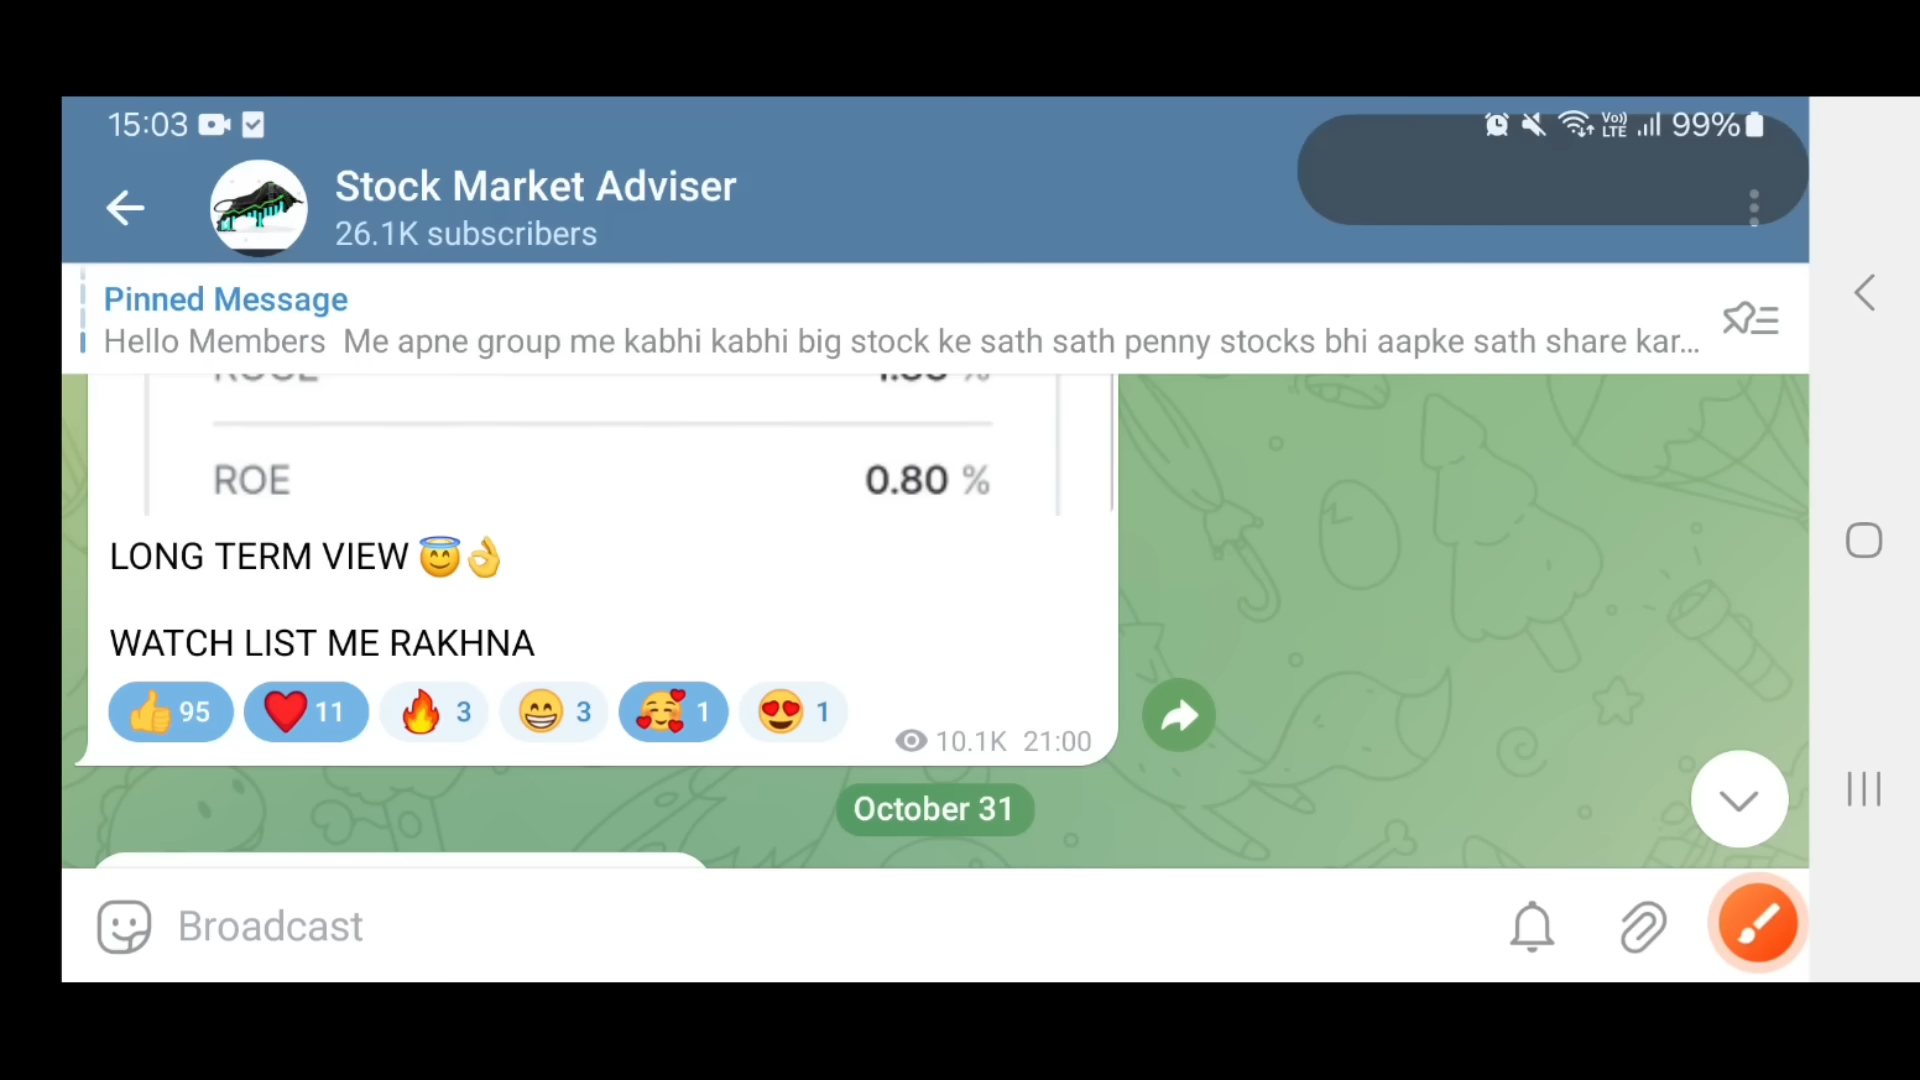 15:03
Vo)) LTE 99%
Stock Market Adviser
26.1K subscribers
Pinned Message
Hello Members Me apne group me kabhi kabhi big stock ke sath sath penny stocks bhi aapke sath share kar...
ROE 0.80 %
LONG TERM VIEW 😇👌
WATCH LIST ME RAKHNA
👍 95 ❤️ 11 🔥 3 😁 3 🥰 1 😍 1
10.1K 21:00
October 31
Broadcast